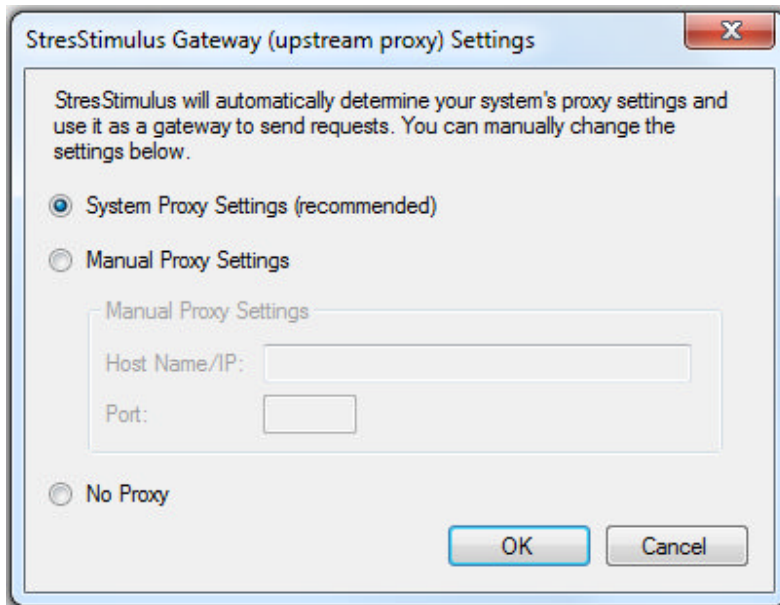 StresStimulus Gateway (upstream proxy) Settings
StresStimulus will automatically determine your system's proxy settings and
use it as a gateway to send requests. You can manually change the
settings below.
System Proxy Settings (recommended)
Manual Proxy Settings
Manual Proxy Settings
Host Name/IP:
Port:
No Proxy
OK
Cancel